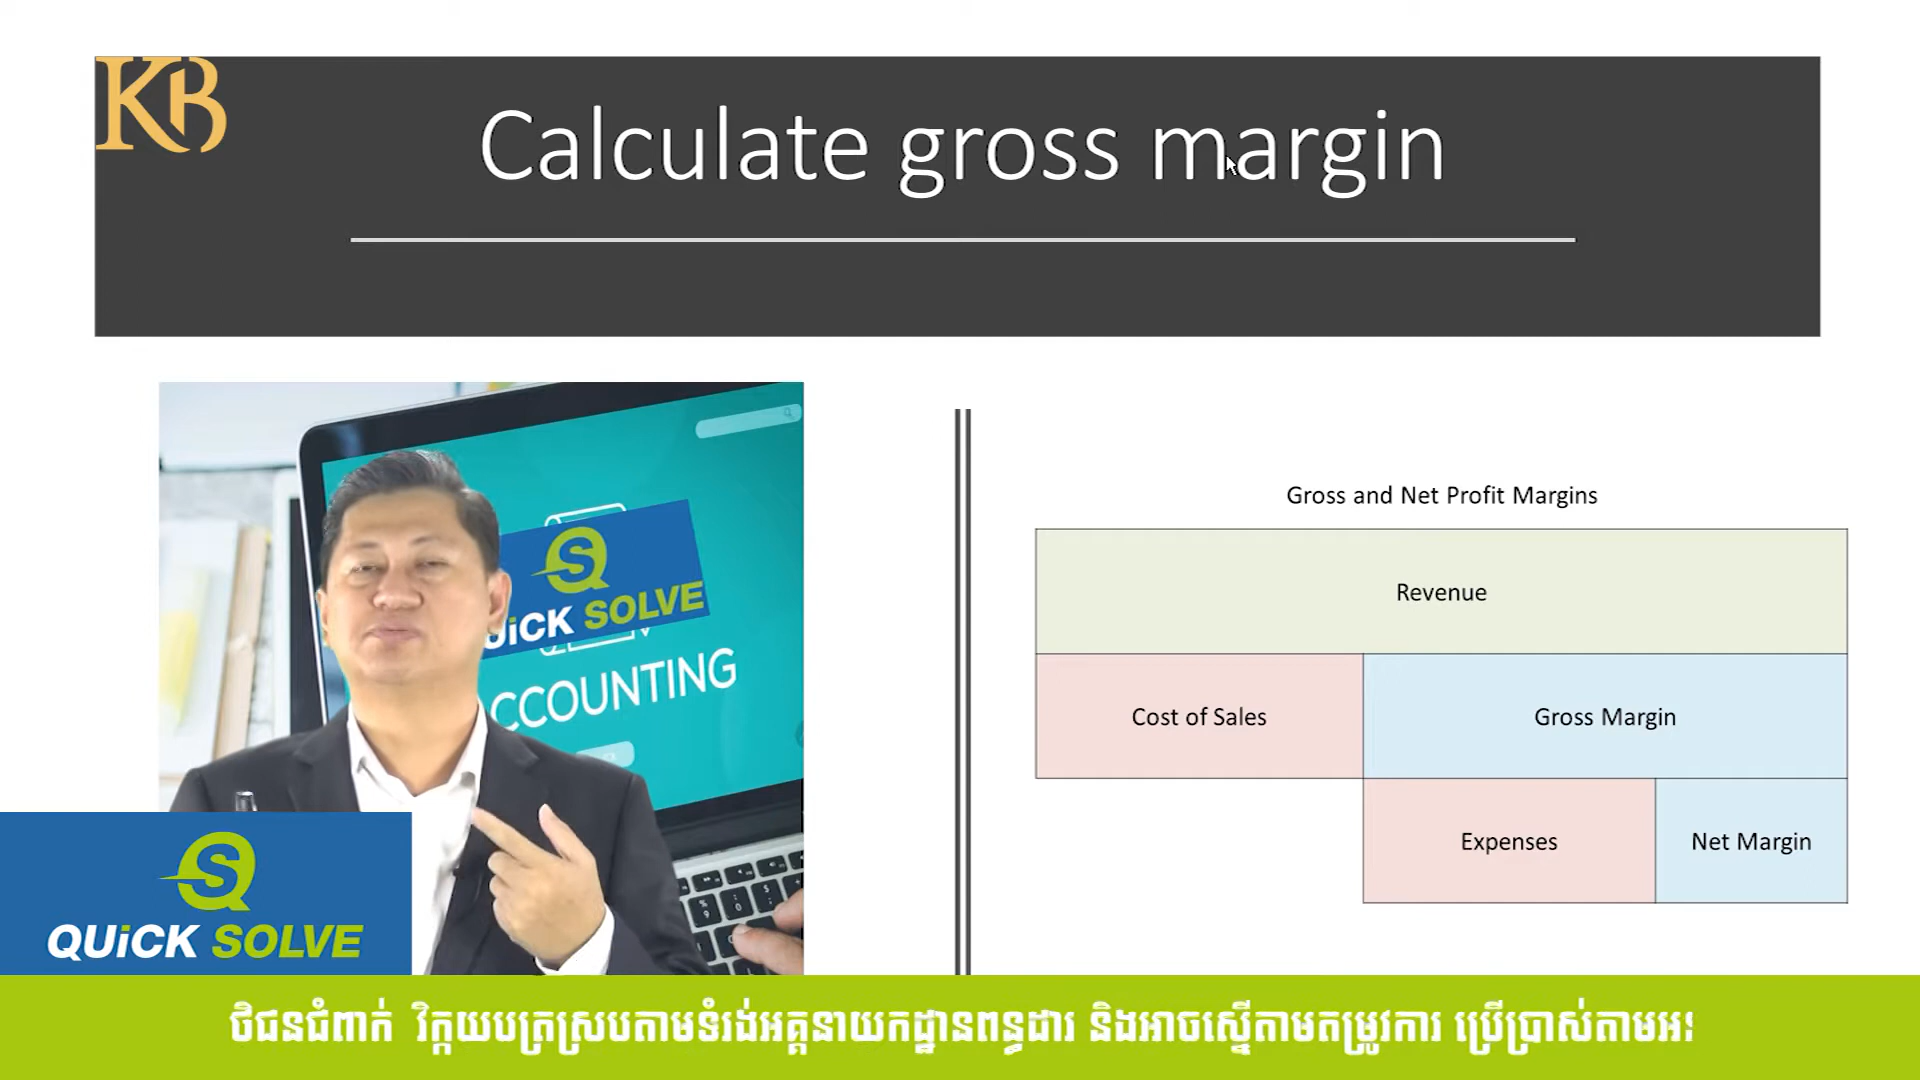 KB
Calculate gross margin
QUiCK SOLVE
ACCOUNTING
Gross and Net Profit Margins
Revenue
Cost of Sales
Gross Margin
Expenses
Net Margin
QUiCK SOLVE
ថិជនជំពាក់ វិក្កយបត្រស្របតាមទំរង់អគ្គនាយកដ្ឋានពន្ធដារ និងអាចស្នើតាមតម្រូវការ ប្រើប្រាស់តាមអ